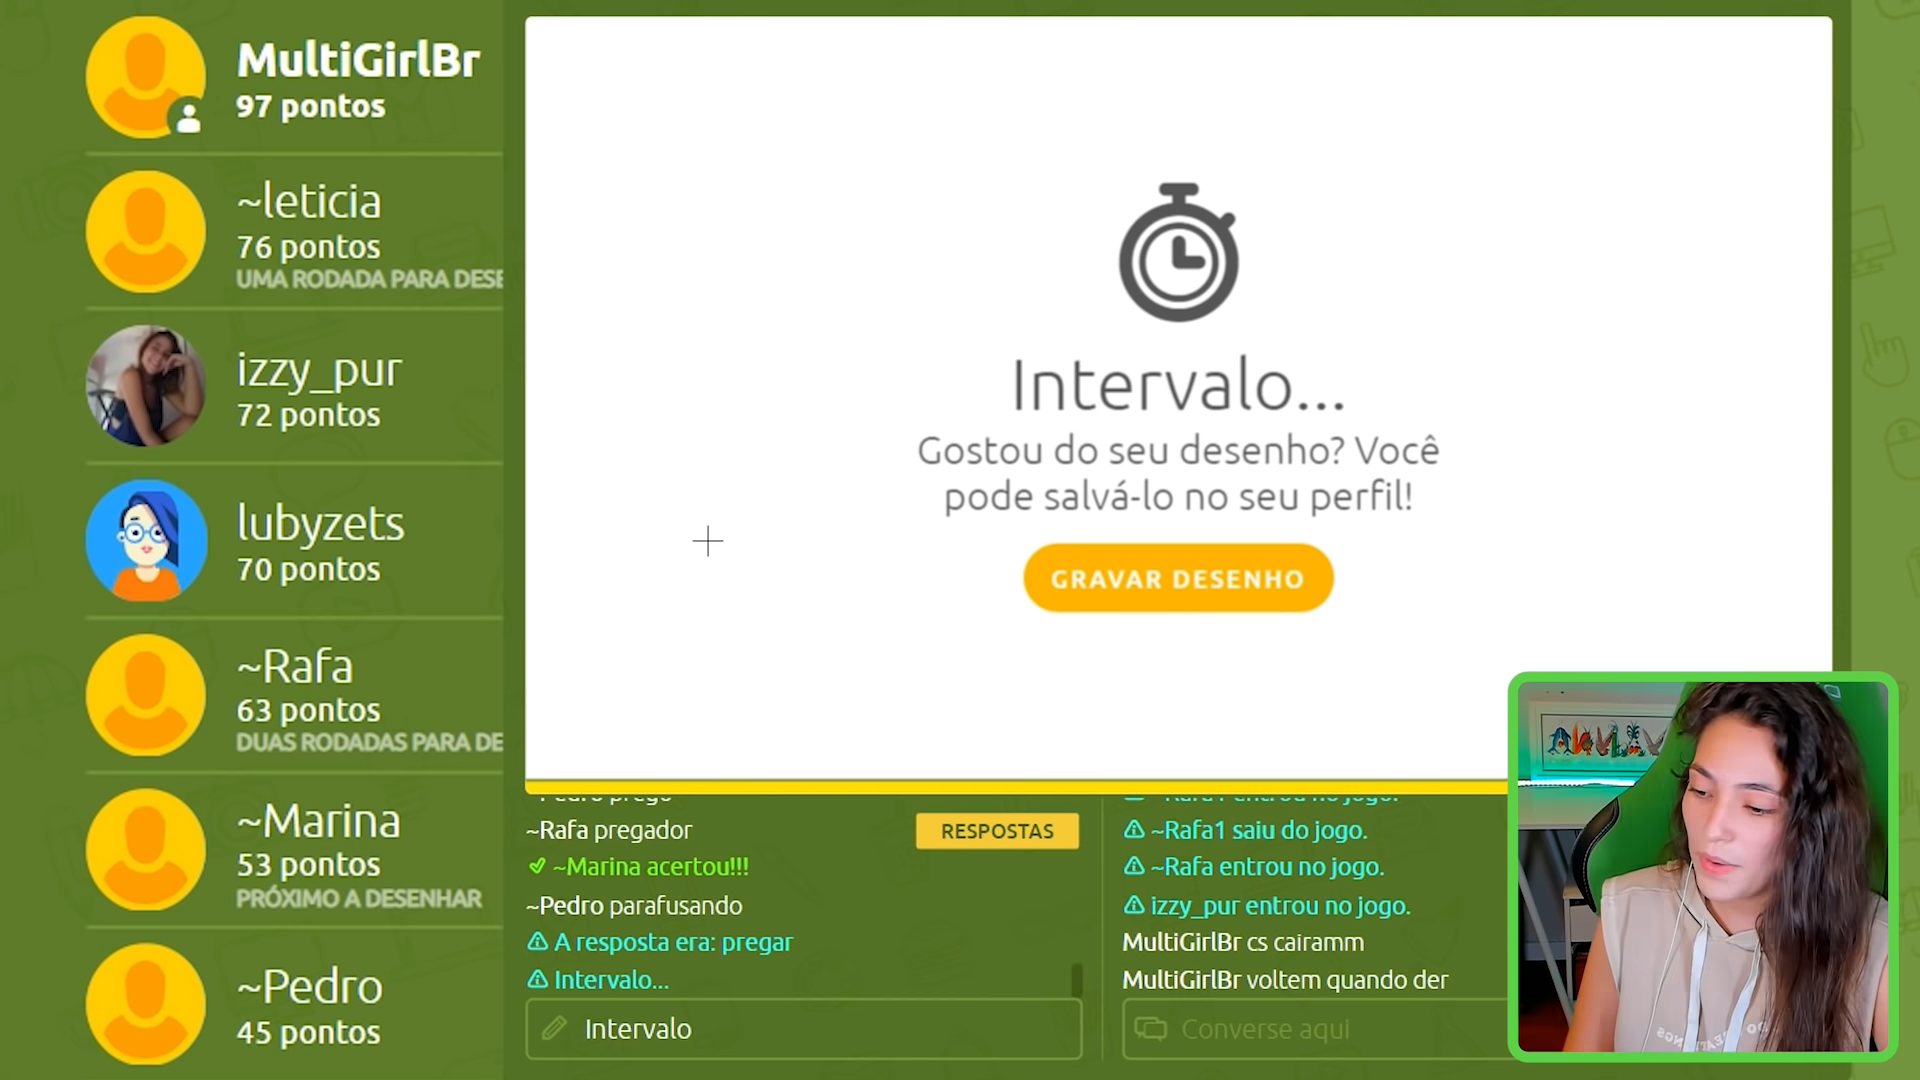 MultiGirlBr
97 pontos
~leticia
76 pontos
UMA RODADA PARA
izzy_pur
72 pontos
lubyzets
70 pontos
~Rafa
63 pontos
DUAS RODADAS PARA
~Marina
53 pontos
PRÓXIMO A DESENHAR
~Pedro
45 pontos
Intervalo...
Gostou do seu desenho? Você
pode salvá-lo no seu perfil!
GRAVAR DESENHO
~Rafa pregador
RESPOSTAS
~Marina acertou!!!
~Pedro parafusando
A resposta era: pregar
Intervalo...
Intervalo
~Rafa1 saiu do jogo.
~Rafa entrou no jogo.
izzy_pur entrou no jogo.
MultiGirlBr cs cairamm
MultiGirlBr voltem quando der
Converse aqui